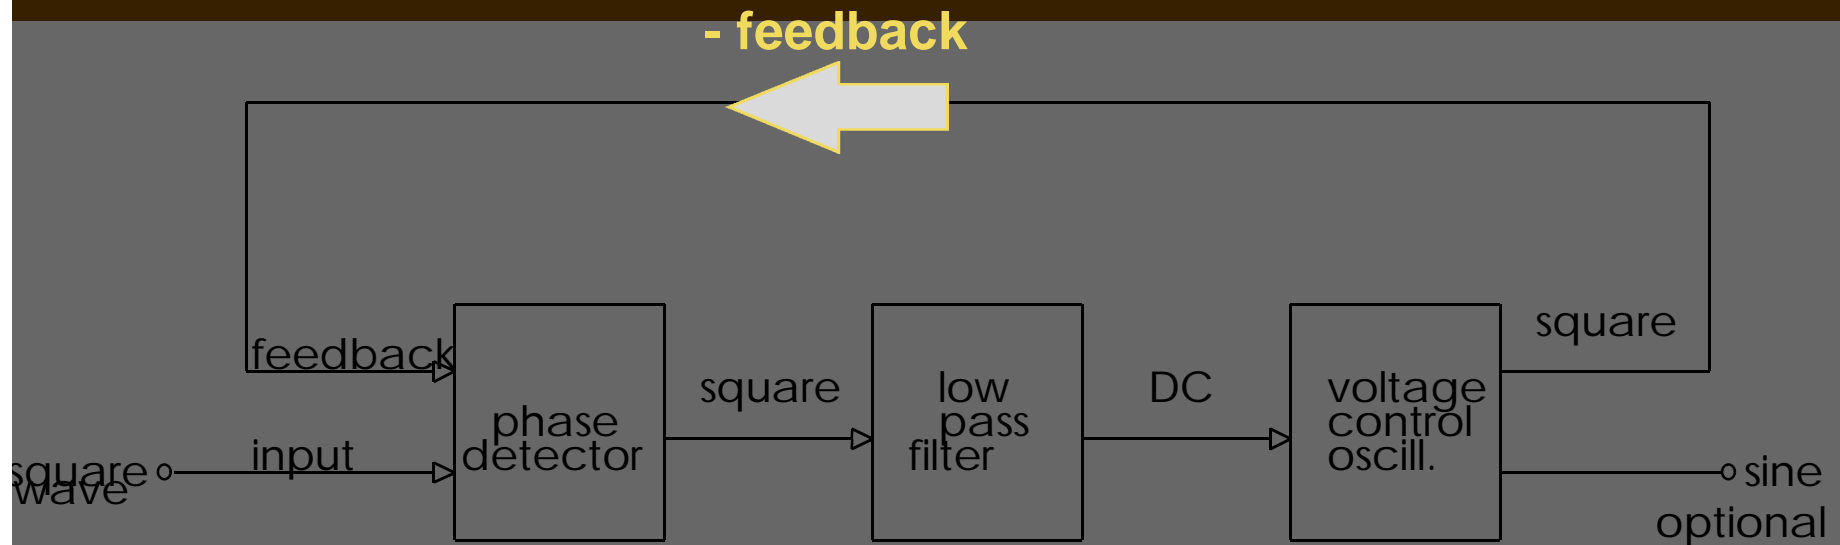 - feedback
feedback
input
square
wave
phase
detector
square
low
pass
filter
DC
voltage
control
oscill.
square
sine
optional